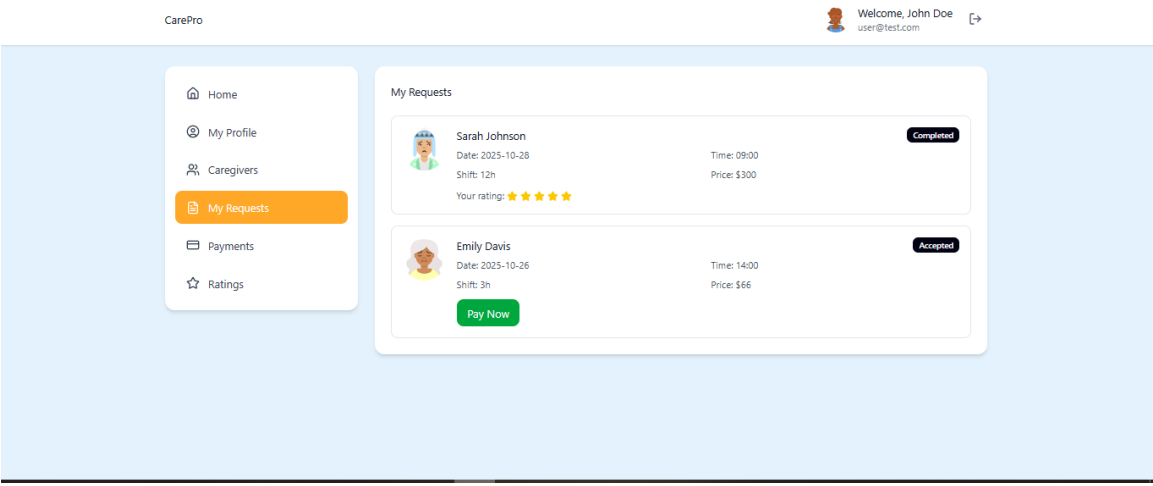 CarePro
Welcome, John Doe
user@test.com
Home
My Profile
Caregivers
My Requests
Payments
Ratings
My Requests
Sarah Johnson
Completed
Date: 2025-10-28
Time: 09:00
Shift: 12h
Price: $300
Your rating:
Emily Davis
Accepted
Date: 2025-10-26
Time: 14:00
Shift: 3h
Price: $66
Pay Now